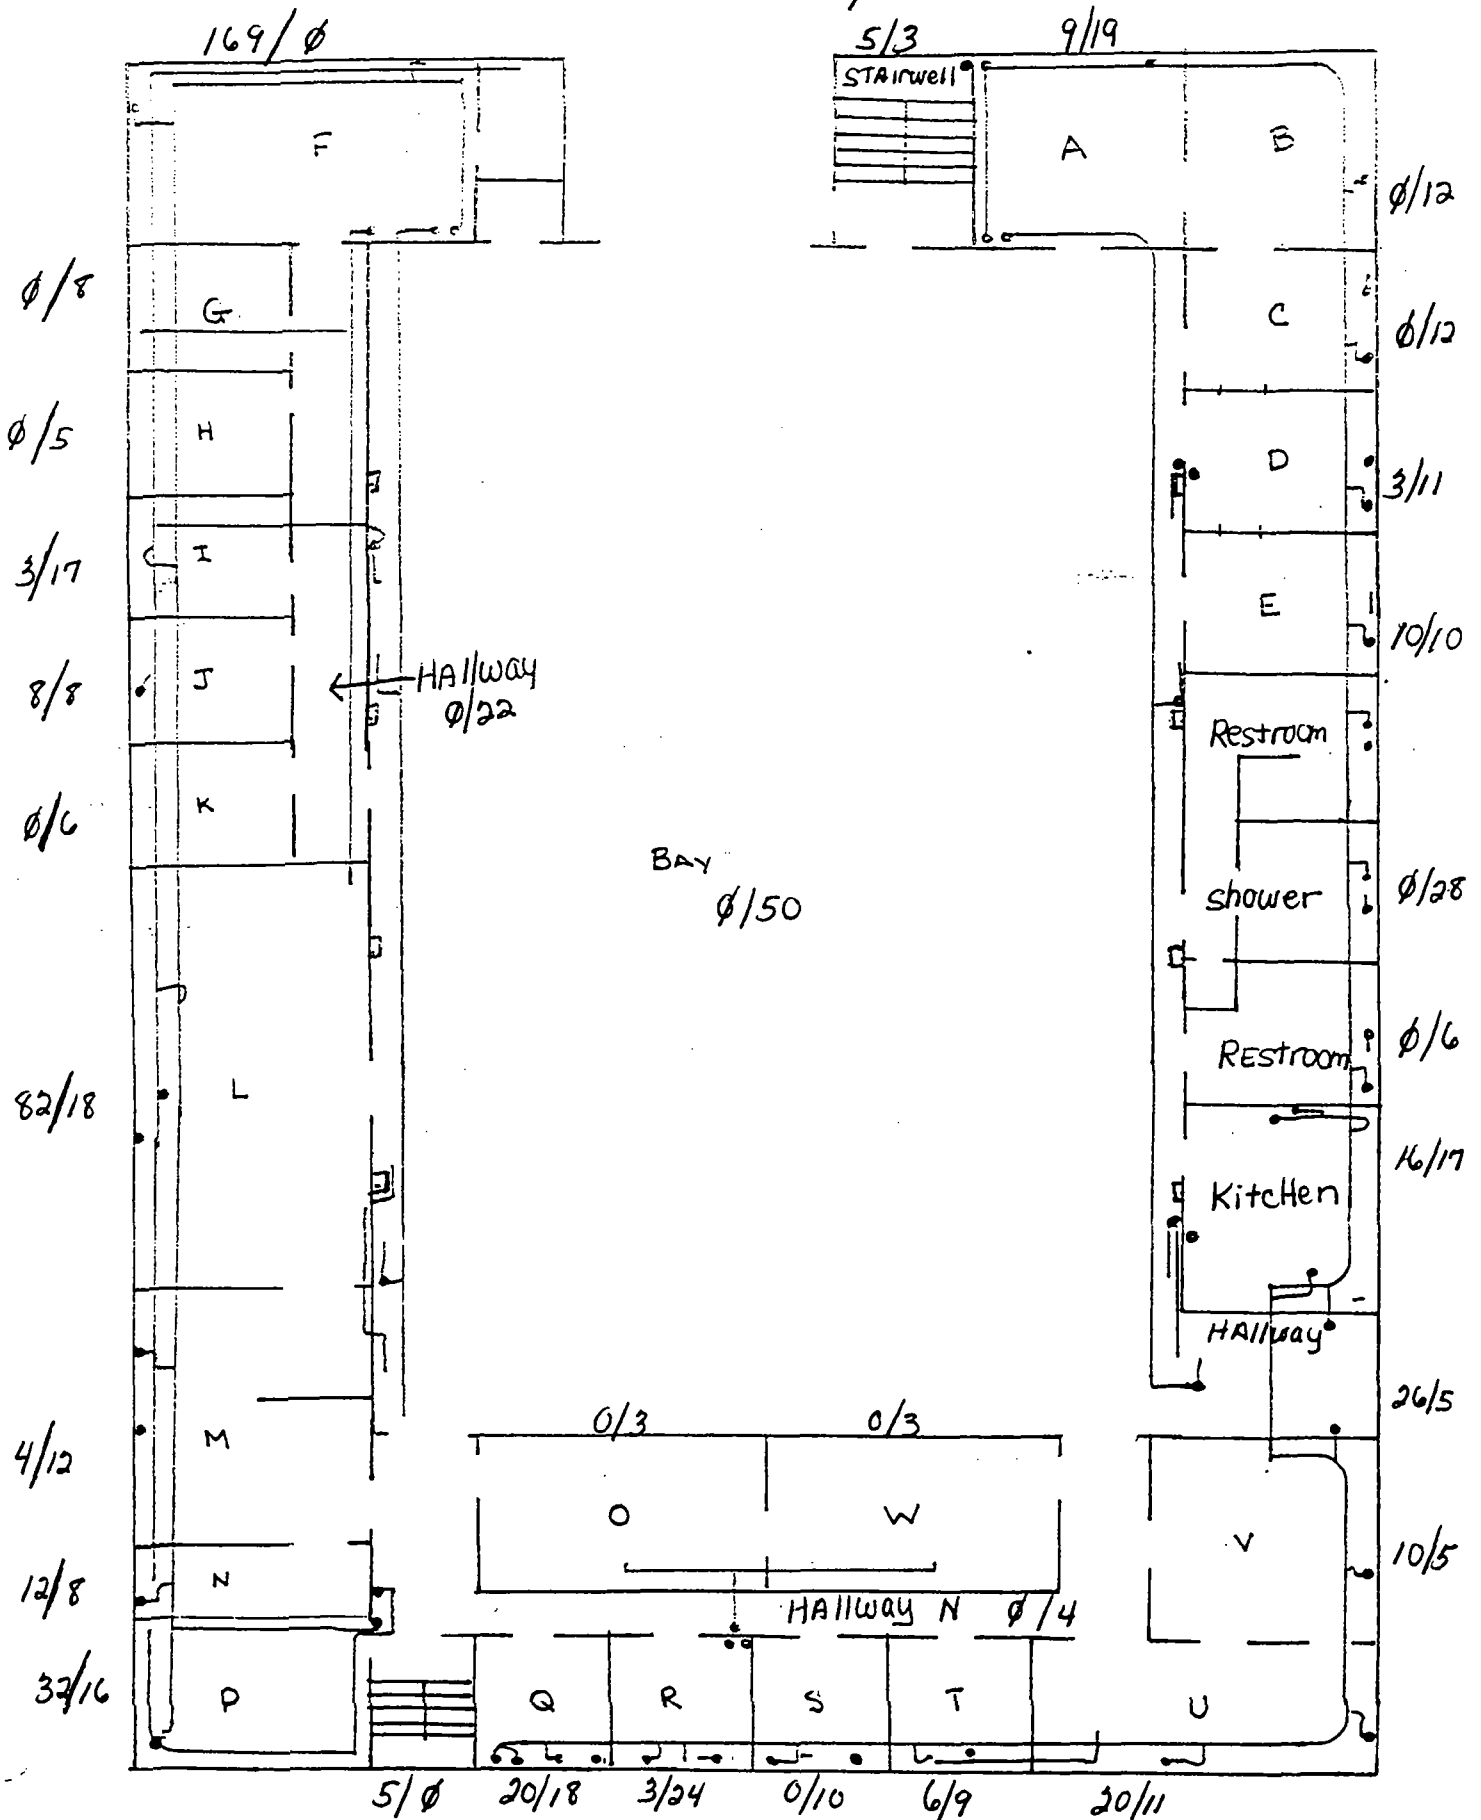 169/ø
5/3
9/19
STAIrwell
F
A
B
ø/12
ø/8
G
C
ø/12
ø/5
H
D
3/11
3/17
I
E
10/10
8/8
J
HAllway
ø/22
Restroom
ø/6
K
BAY
ø/50
shower
ø/28
REstroom
ø/6
82/18
L
16/17
KitcHen
HAllway
26/5
0/3
0/3
4/12
M
O
W
V
10/5
12/8
N
HAllway N ø/4
32/16
P
Q
R
S
T
U
5/ø
20/18
3/24
0/10
6/9
20/11